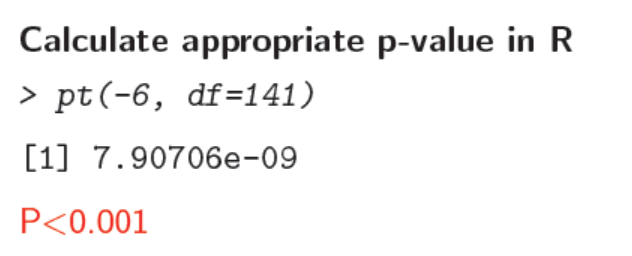 Calculate appropriate p-value in R
> pt(-6, df=141)
[1] 7.90706e-09
P<0.001